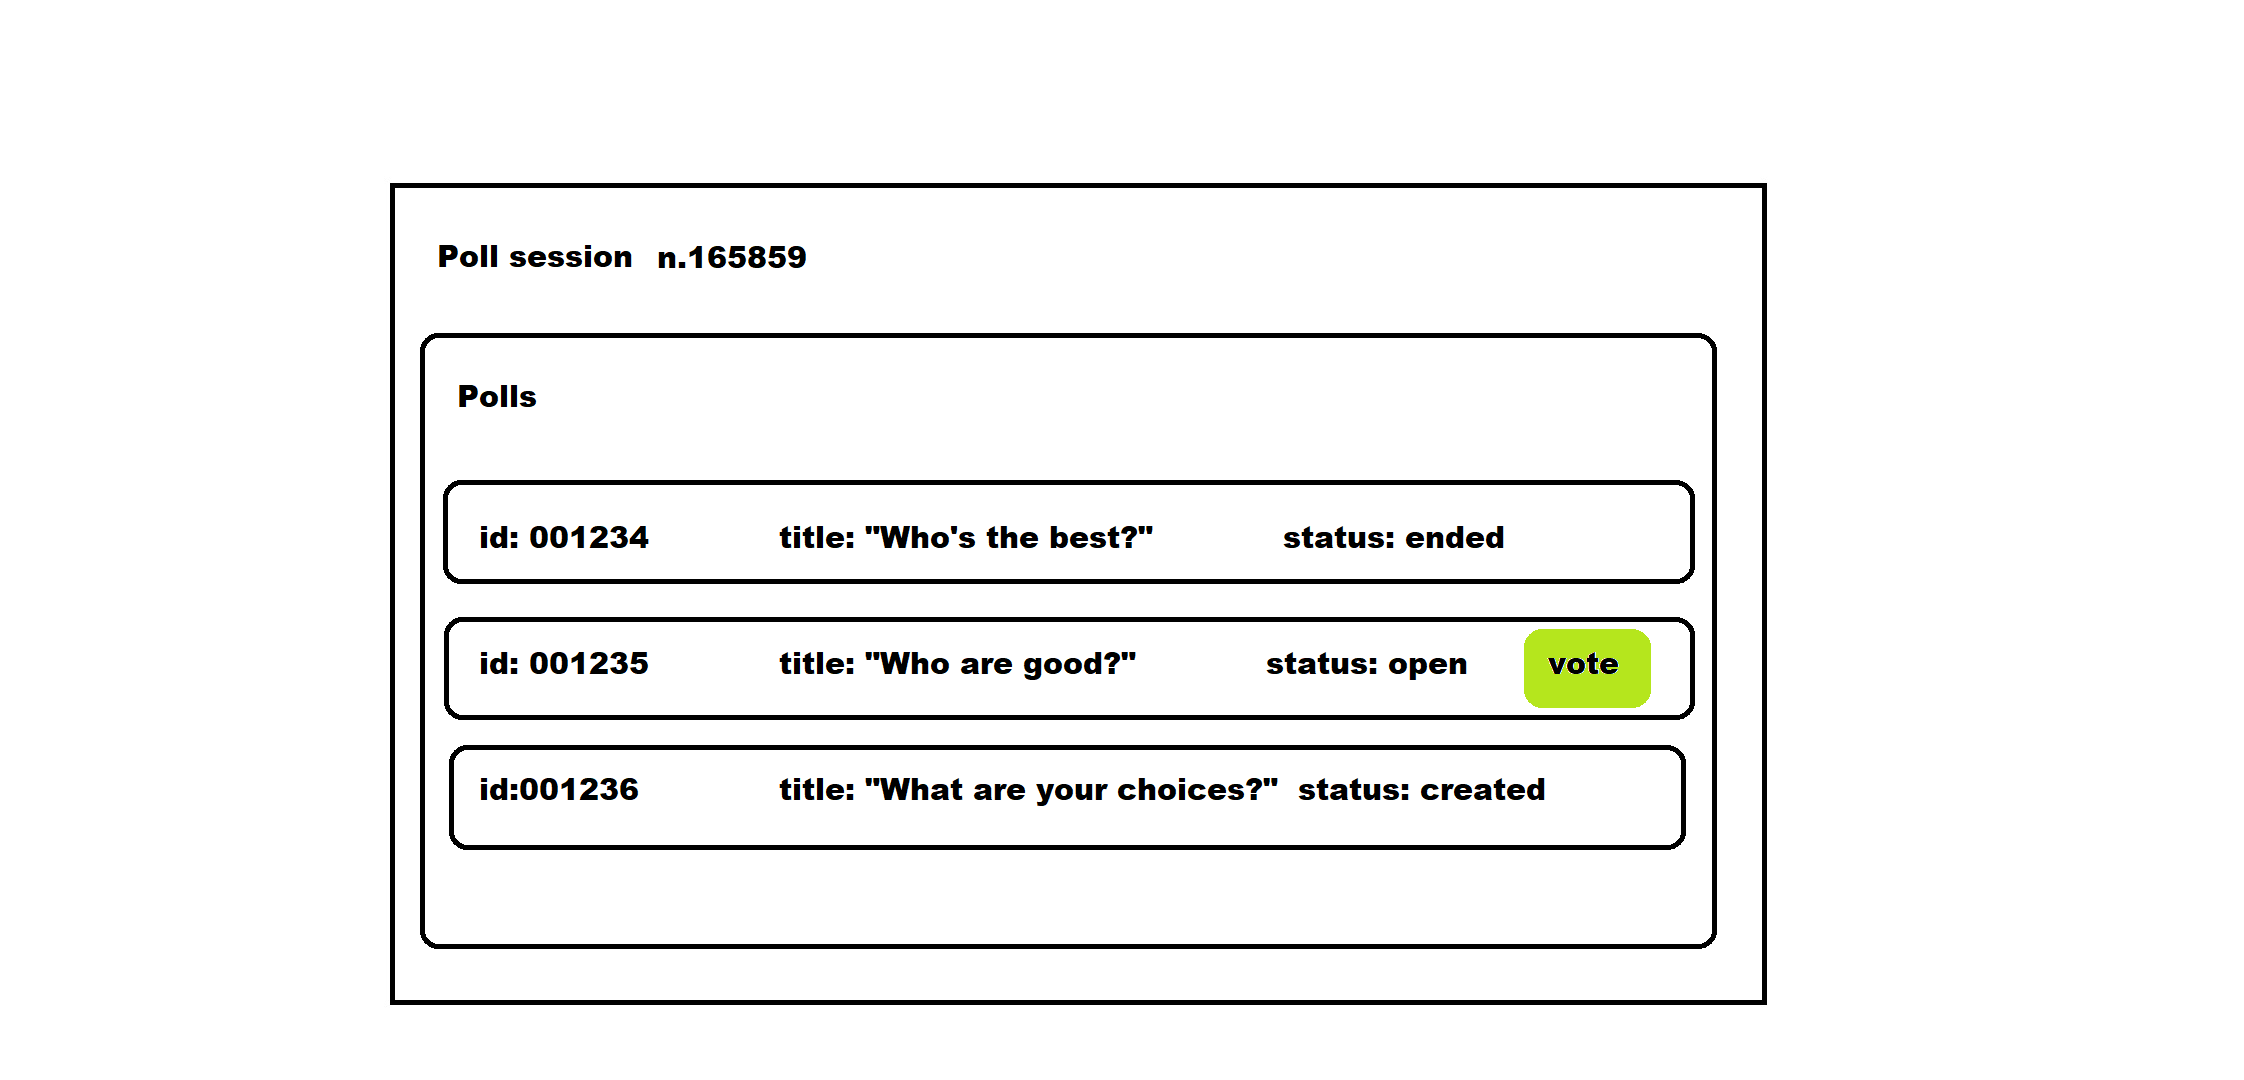 Poll session n.165859
Polls
id: 001234 title: "Who's the best?" status: ended
id: 001235 title: "Who are good?" status: open vote
id:001236 title: "What are your choices?" status: created